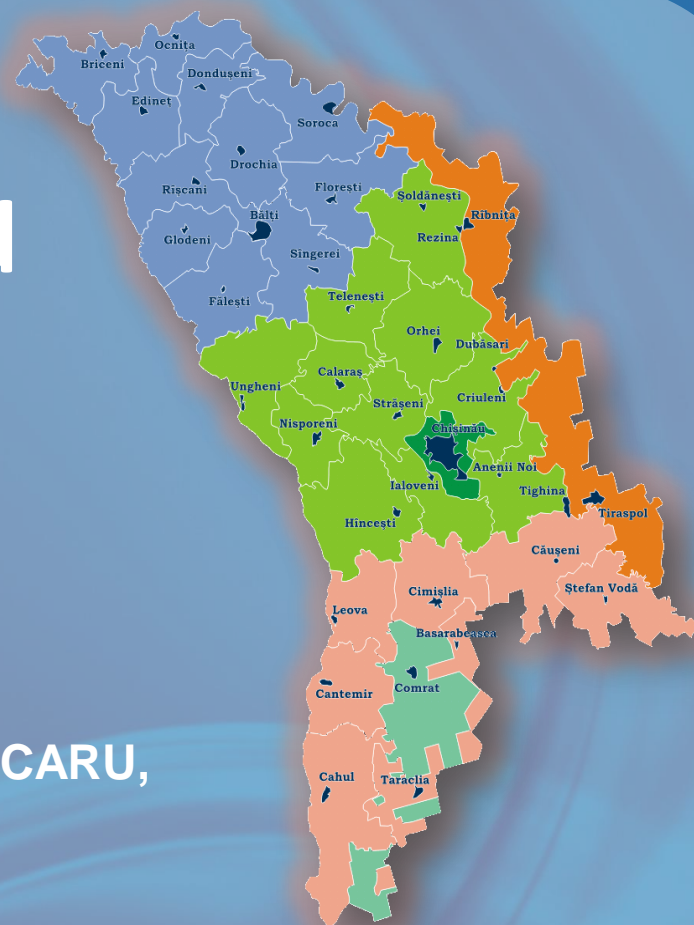 Ocnița
Briceni
Dondușeni
Edineț
Soroca
Drochia
Rîșcani
Florești
Șoldănești
Bălți
Rîbnița
Glodeni
Rezina
Sîngerei
Telenești
Fălești
Orhei
Dubăsari
Calaraș
Ungheni
Criuleni
Strășeni
Nisporeni
Chișinău
Anenii Noi
Ialoveni
Tighina
Tiraspol
Hîncești
Căușeni
Ștefan Vodă
Cimișlia
Leova
Basarabeasca
Comrat
Cantemir
CARU,
Cahul
Taraclia